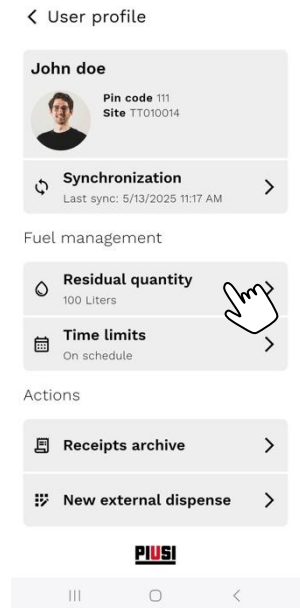 User profile
John doe
Pin code 111
Site TT010014
Synchronization
Last sync: 5/13/2025 11:17 AM
Fuel management
Residual quantity
100 Liters
Time limits
On schedule
Actions
Receipts archive
New external dispense
PIUSI